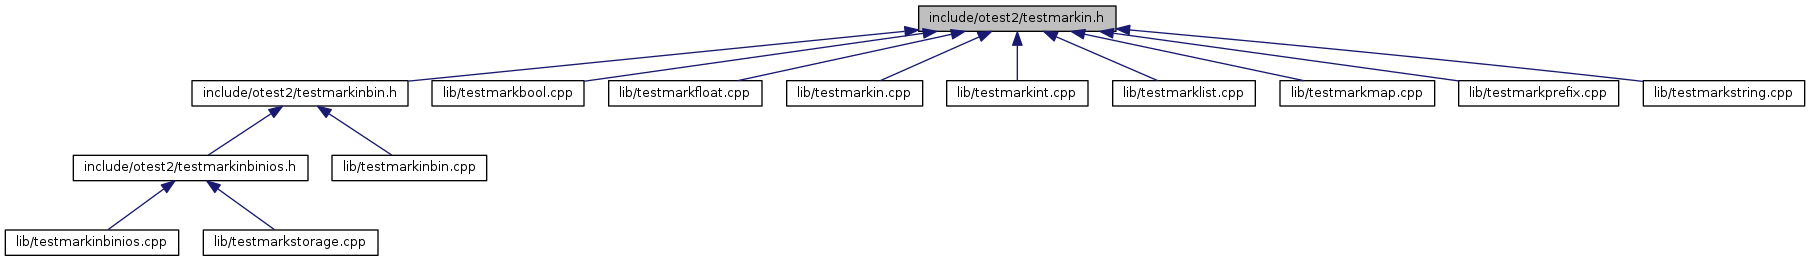 include/otest2/testmarkin.h
include/otest2/testmarkinbin.h
lib/testmarkbool.cpp
lib/testmarkfloat.cpp
lib/testmarkin.cpp
lib/testmarkint.cpp
lib/testmarklist.cpp
lib/testmarkmap.cpp
lib/testmarkprefix.cpp
lib/testmarkstring.cpp
include/otest2/testmarkinbinios.h
lib/testmarkinbin.cpp
lib/testmarkinbinios.cpp
lib/testmarkstorage.cpp